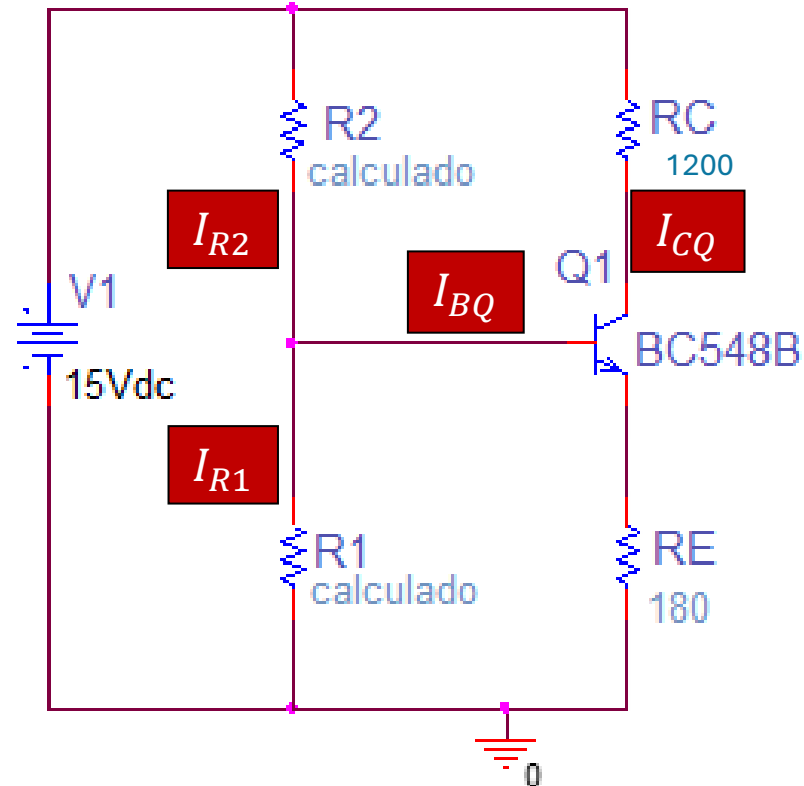 R2
calculado
RC
1200
I_{R2}
I_{CQ}
V1
15Vdc
I_{BQ}
Q1
BC548B
I_{R1}
R1
calculado
RE
180
0